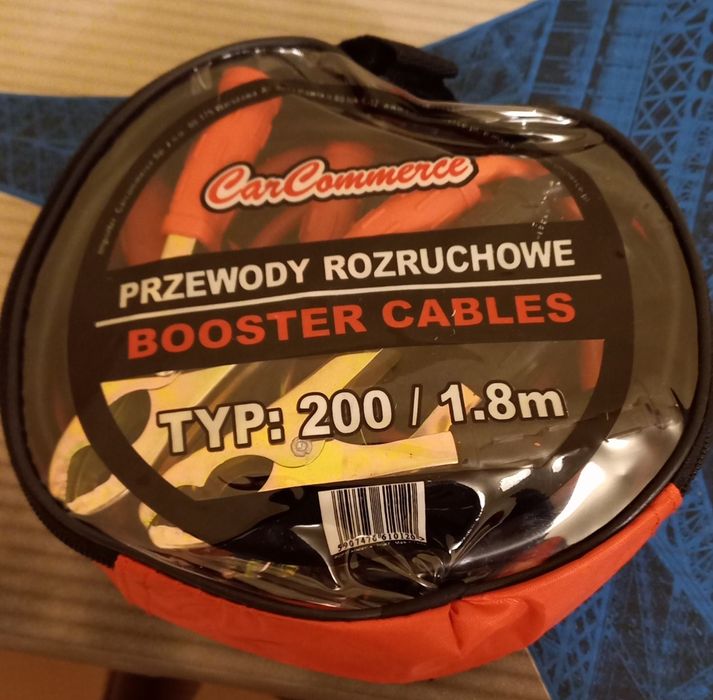 CarCommerce
PRZEWODY ROZRUCHOWE
BOOSTER CABLES
TYP: 200 / 1.8m